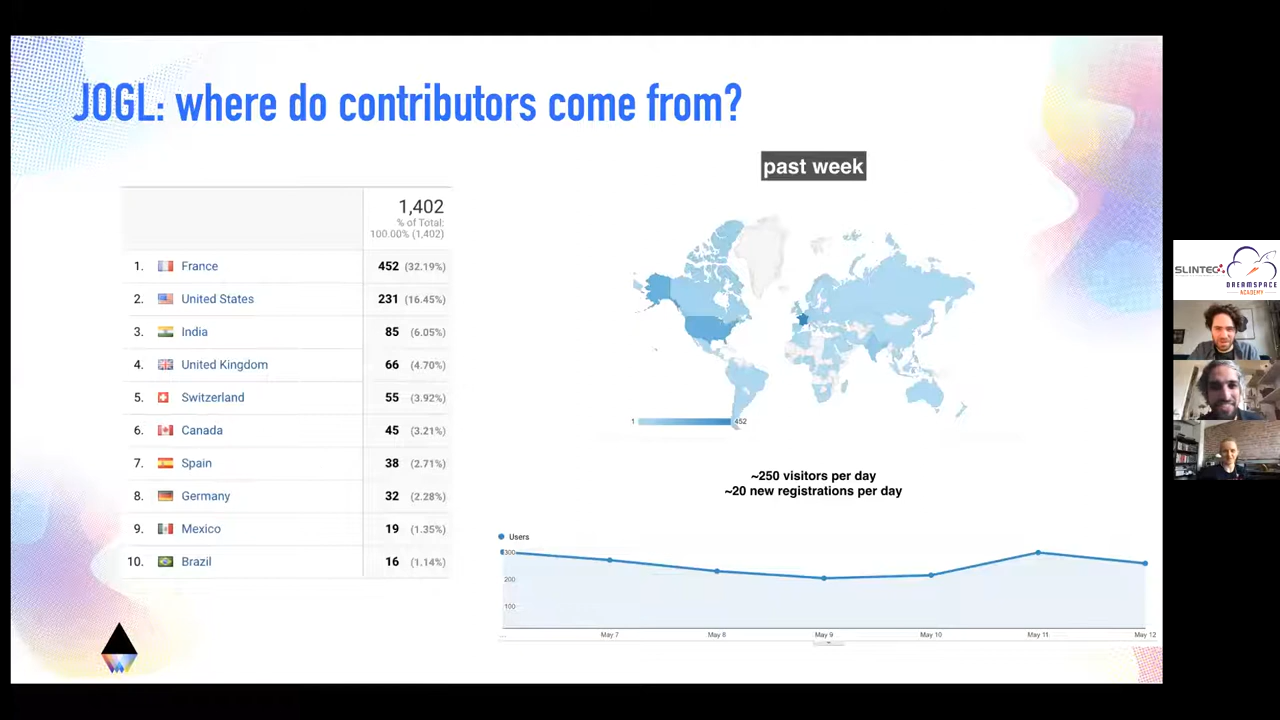 JOGL: where do contributors come from?
past week
1,402
% of Total:
100.00% (1,402)
1. France 452 (32.19%)
2. United States 231 (16.45%)
3. India 85 (6.05%)
4. United Kingdom 66 (4.70%)
5. Switzerland 55 (3.92%)
6. Canada 45 (3.21%)
7. Spain 38 (2.71%)
8. Germany 32 (2.28%)
9. Mexico 19 (1.35%)
10. Brazil 16 (1.14%)
1 452
~250 visitors per day
~20 new registrations per day
Users
300
200
100
... May 7 May 8 May 9 May 10 May 11 May 12
SLINTEC
DREAMSPACE
ACADEMY